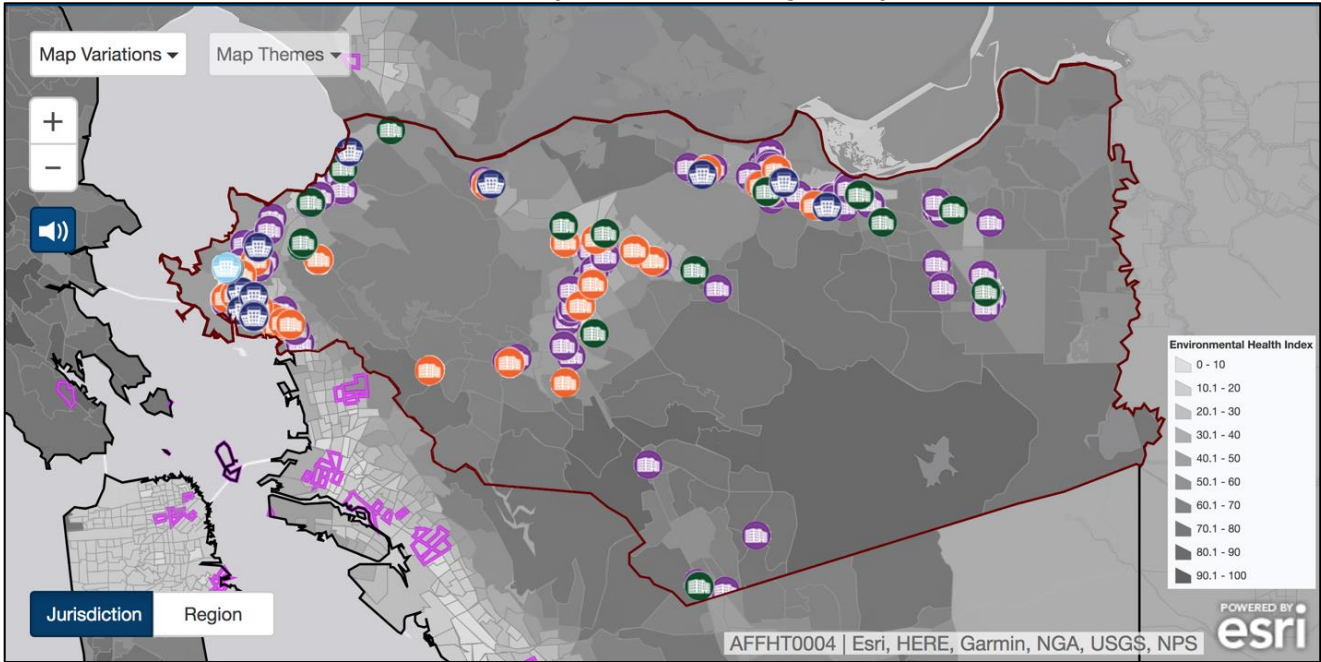 Map Variations
Map Themes
+
−
Environmental Health Index
0 - 10
10.1 - 20
20.1 - 30
30.1 - 40
40.1 - 50
50.1 - 60
60.1 - 70
70.1 - 80
80.1 - 90
90.1 - 100
Jurisdiction
Region
POWERED BY
esri
AFFHT0004 | Esri, HERE, Garmin, NGA, USGS, NPS